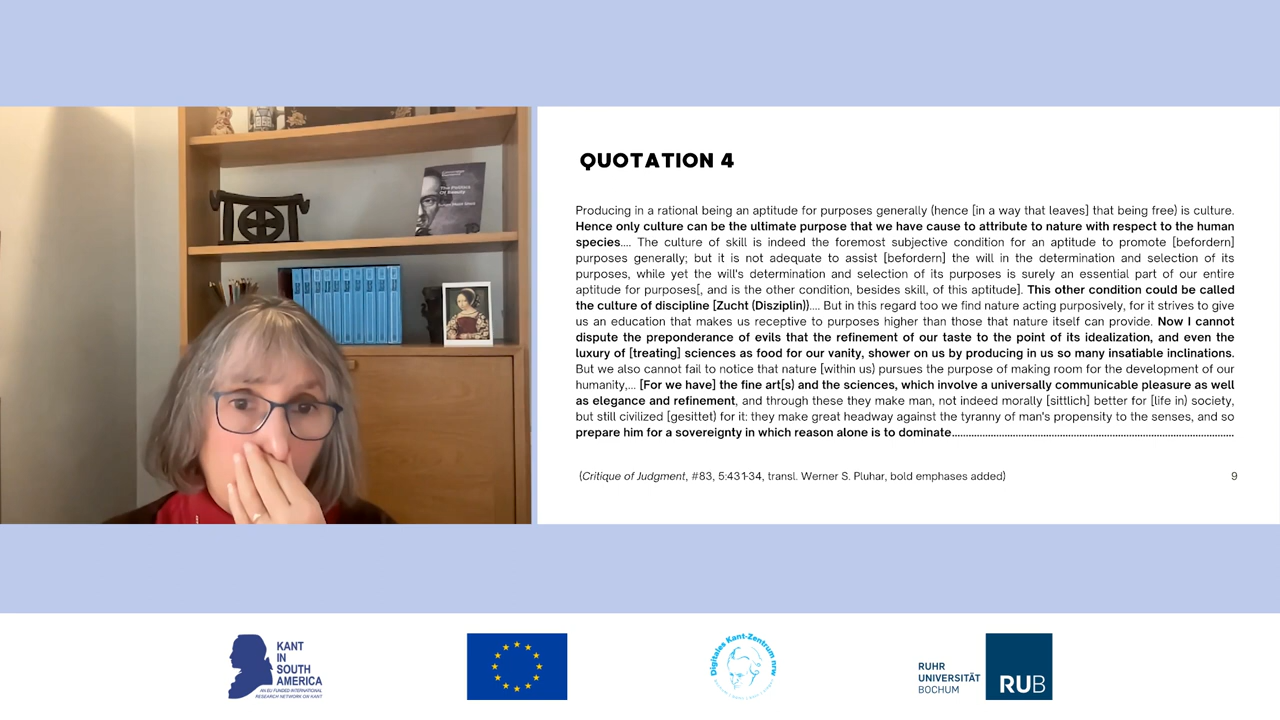 The Politics
Of Beauty
QUOTATION 4
Producing in a rational being an aptitude for purposes generally (hence [in a way that leaves] that being free) is culture.
Hence only culture can be the ultimate purpose that we have cause to attribute to nature with respect to the human
species.... The culture of skill is indeed the foremost subjective condition for an aptitude to promote [befordern]
purposes generally; but it is not adequate to assist [befordern] the will in the determination and selection of its
purposes, while yet the will's determination and selection of its purposes is surely an essential part of our entire
aptitude for purposes[, and is the other condition, besides skill, of this aptitude]. This other condition could be called
the culture of discipline [Zucht (Disziplin)).... But in this regard too we find nature acting purposively, for it strives to give
us an education that makes us receptive to purposes higher than those that nature itself can provide. Now I cannot
dispute the preponderance of evils that the refinement of our taste to the point of its idealization, and even the
luxury of [treating] sciences as food for our vanity, shower on us by producing in us so many insatiable inclinations.
But we also cannot fail to notice that nature [within us) pursues the purpose of making room for the development of our
humanity,... [For we have] the fine art(s) and the sciences, which involve a universally communicable pleasure as well
as elegance and refinement, and through these they make man, not indeed morally [sittlich] better for [life in) society,
but still civilized [gesittet) for it: they make great headway against the tyranny of man's propensity to the senses, and so
prepare him for a sovereignty in which reason alone is to dominate......................................................................................
(Critique of Judgment, #83, 5:431-34, transl. Werner S. Pluhar, bold emphases added)
9
KANT
IN
SOUTH
AMERICA
AN EU FUNDED INTERNATIONAL
RESEARCH NETWORK ON KANT
Digitales Kant-Zentrum nrw
RUHR
UNIVERSITÄT
BOCHUM
RUB